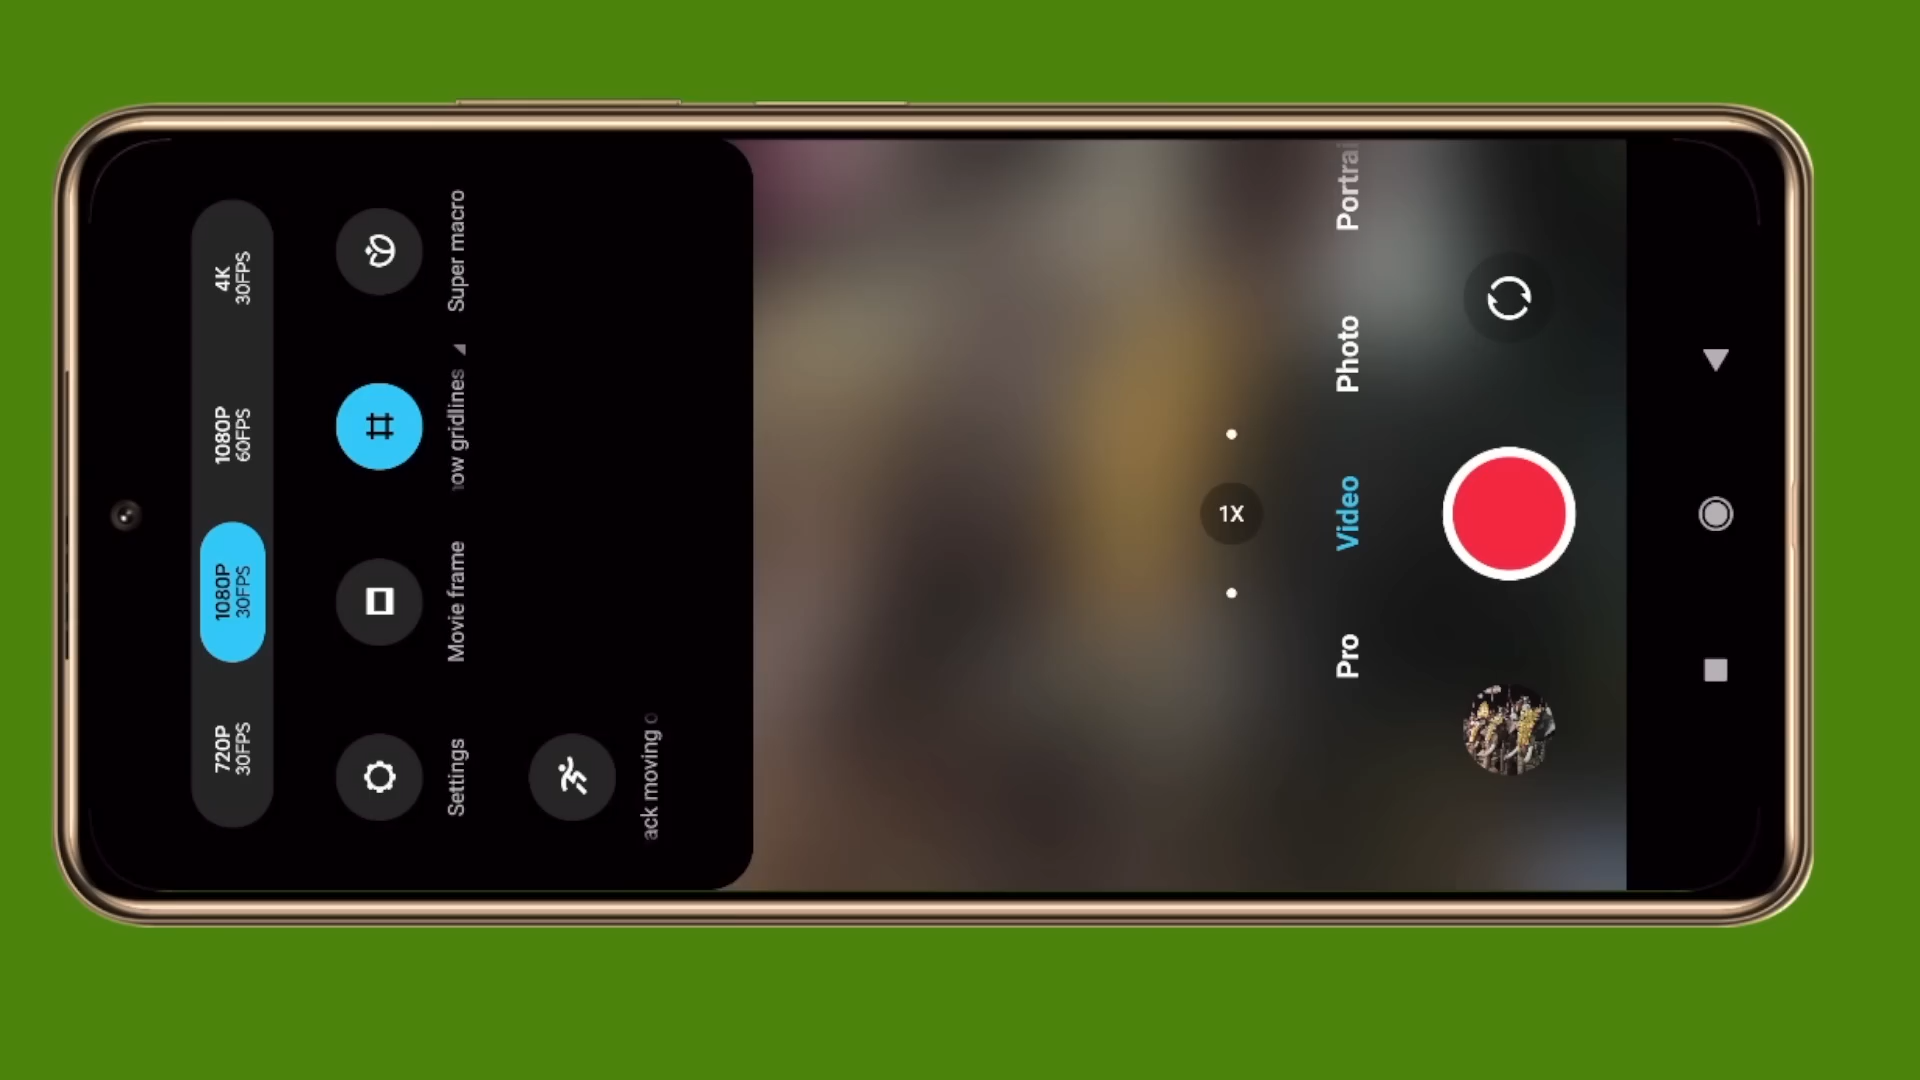 720P
30FPS
1080P
30FPS
1080P
60FPS
4K
30FPS
Settings
Movie frame
ow gridlines
Super macro
ack moving o
1X
Pro
Video
Photo
Portrai